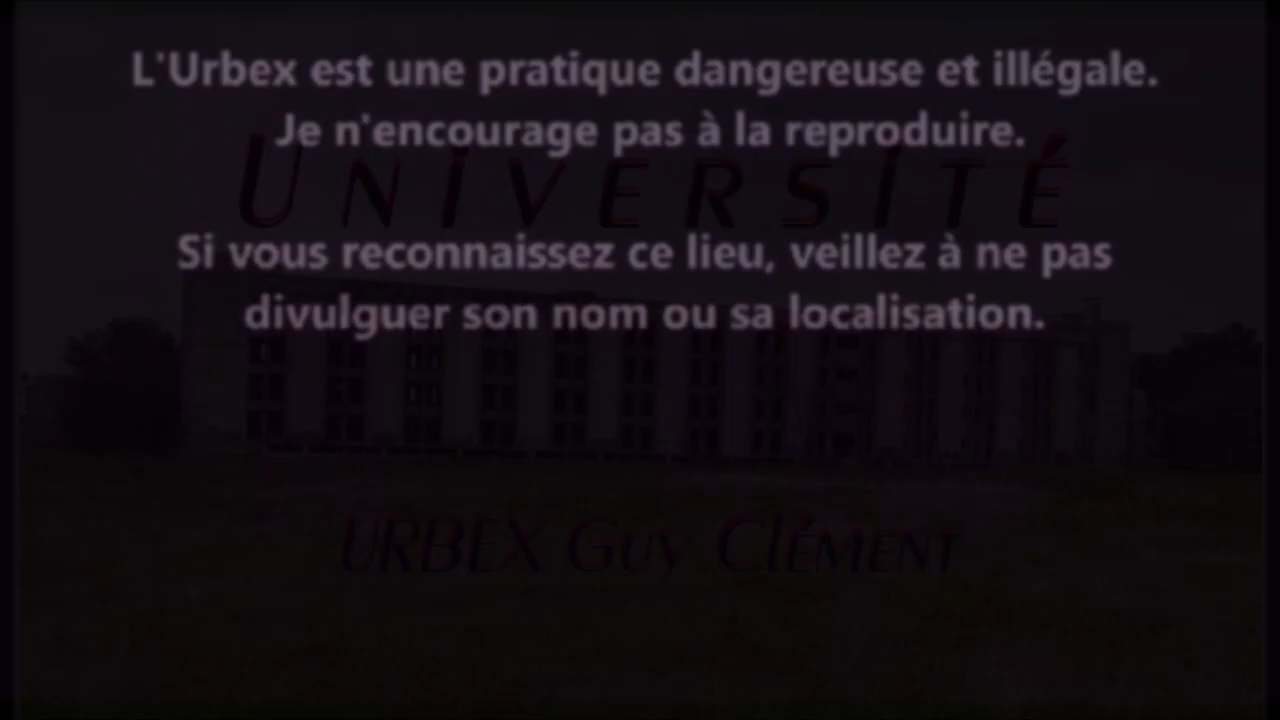 L'Urbex est une pratique dangereuse et illégale.
Je n'encourage pas à la reproduire.
UNIVERSITÉ
Si vous reconnaissez ce lieu, veillez à ne pas
divulguer son nom ou sa localisation.
URBEX GUY CLÉMENT